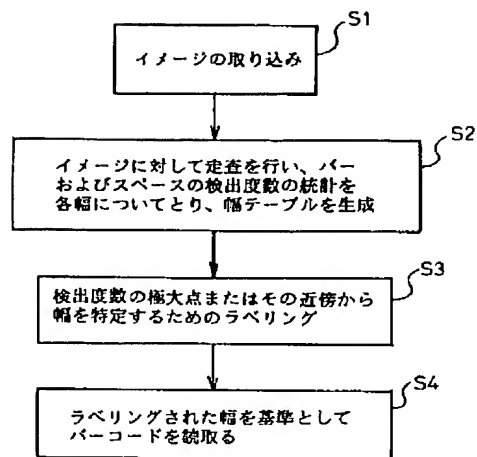 S1
イメージの取り込み
S2
イメージに対して走査を行い、バー
およびスペースの検出度数の統計を
各幅についてとり、幅テーブルを生成
S3
検出度数の極大点またはその近傍から
幅を特定するためのラベリング
S4
ラベリングされた幅を基準として
バーコードを読取る